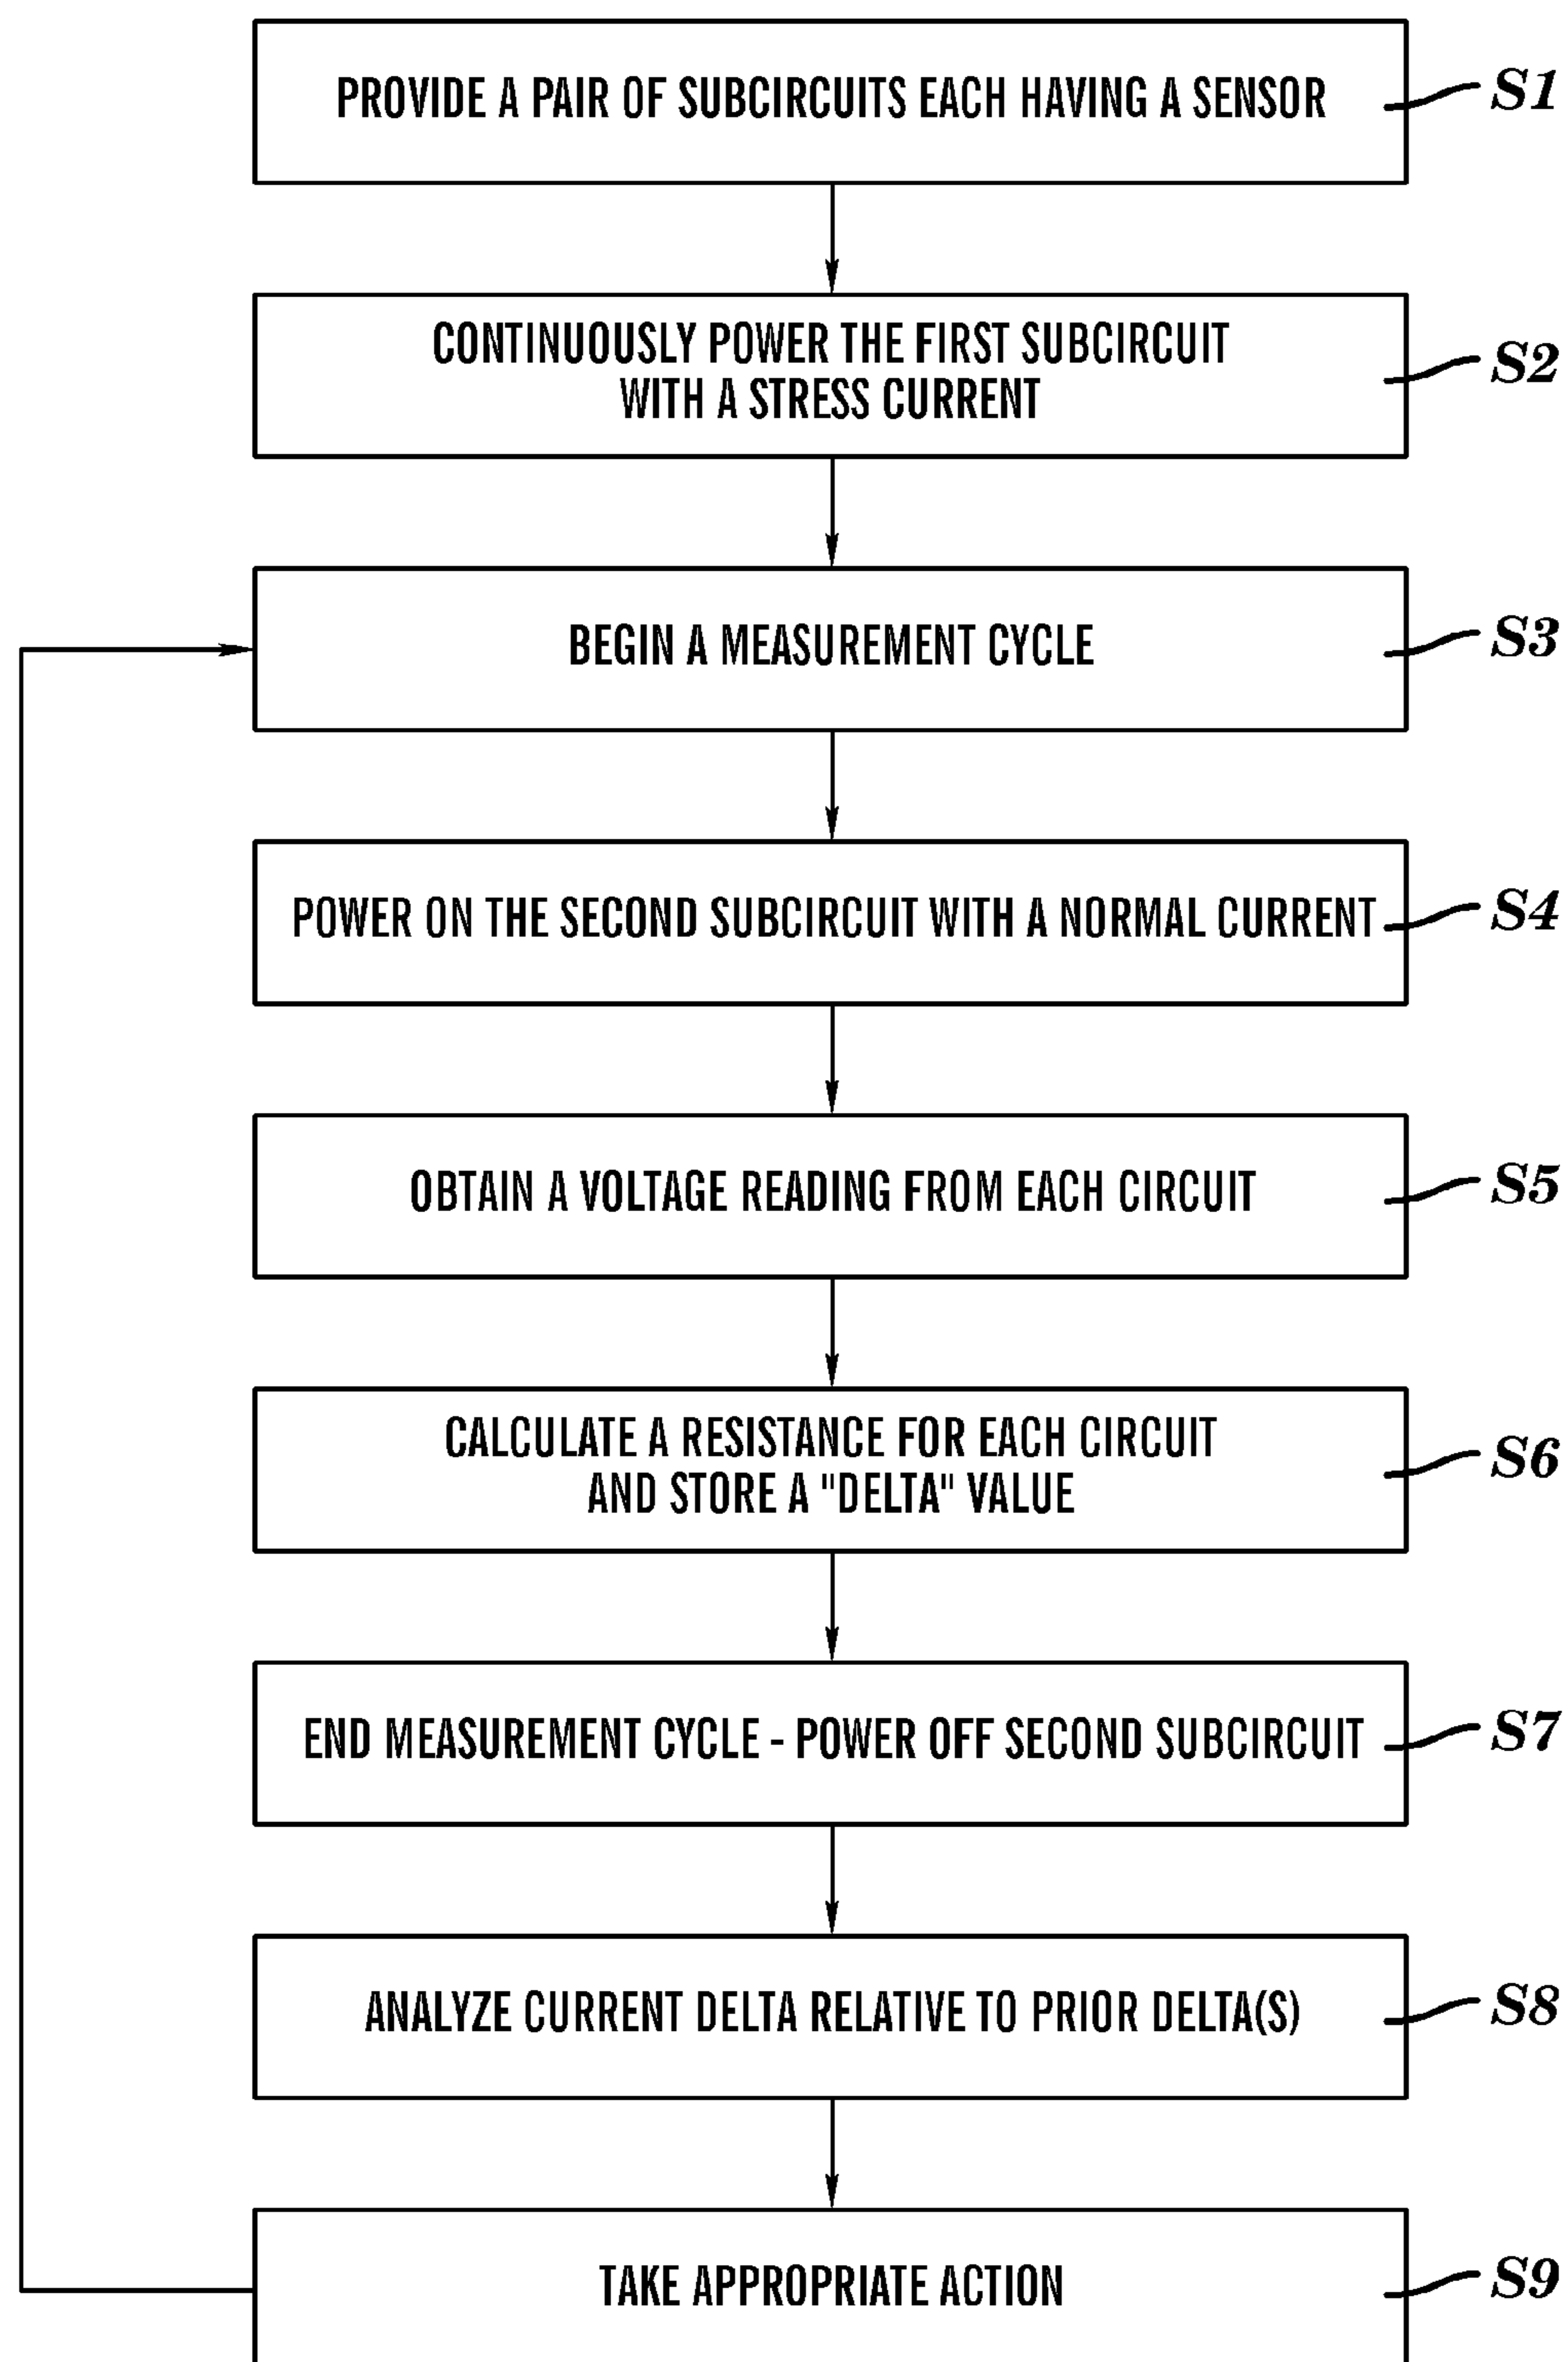 PROVIDE A PAIR OF SUBCIRCUITS EACH HAVING A SENSOR
S1
CONTINUOUSLY POWER THE FIRST SUBCIRCUIT
WITH A STRESS CURRENT
S2
BEGIN A MEASUREMENT CYCLE
S3
POWER ON THE SECOND SUBCIRCUIT WITH A NORMAL CURRENT
S4
OBTAIN A VOLTAGE READING FROM EACH CIRCUIT
S5
CALCULATE A RESISTANCE FOR EACH CIRCUIT
AND STORE A "DELTA" VALUE
S6
END MEASUREMENT CYCLE - POWER OFF SECOND SUBCIRCUIT
S7
ANALYZE CURRENT DELTA RELATIVE TO PRIOR DELTA(S)
S8
TAKE APPROPRIATE ACTION
S9